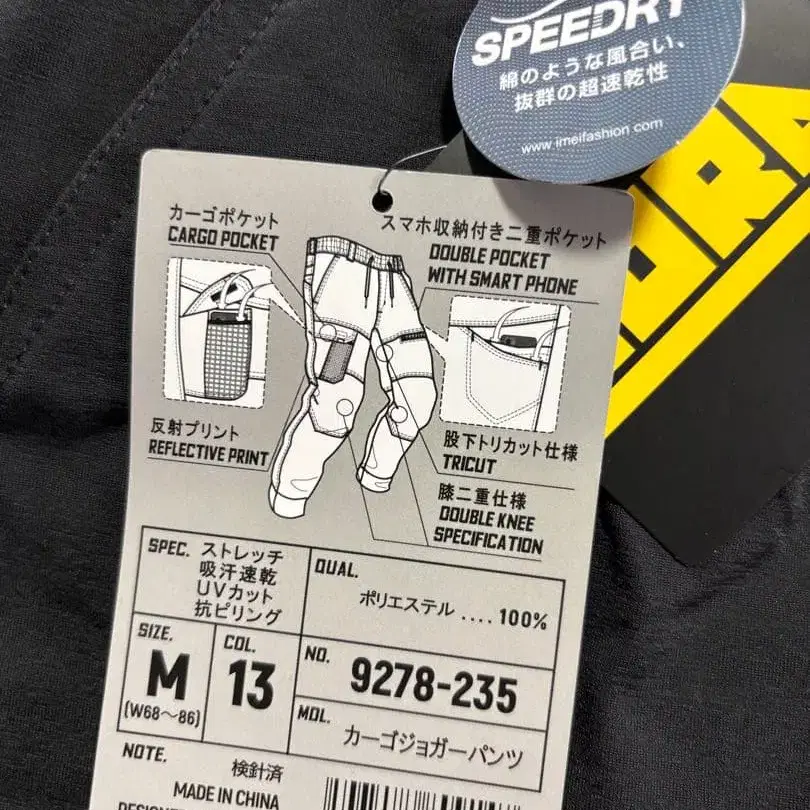 SPEEDRY
綿のような風合い、
抜群の超速乾性
www.imeifashion.com
カーゴポケット
CARGO POCKET
スマホ収納付き二重ポケット
DOUBLE POCKET
WITH SMART PHONE
反射プリント
REFLECTIVE PRINT
股下トリカット仕様
TRICUT
膝二重仕様
DOUBLE KNEE
SPECIFICATION
SPEC. ストレッチ
吸汗速乾
UVカット
抗ピリング
QUAL.
ポリエステル .... 100%
SIZE.
M
(W68～86)
COL.
13
NO.
9278-235
MDL.
カーゴジョガーパンツ
NOTE.
検針済
MADE IN CHINA